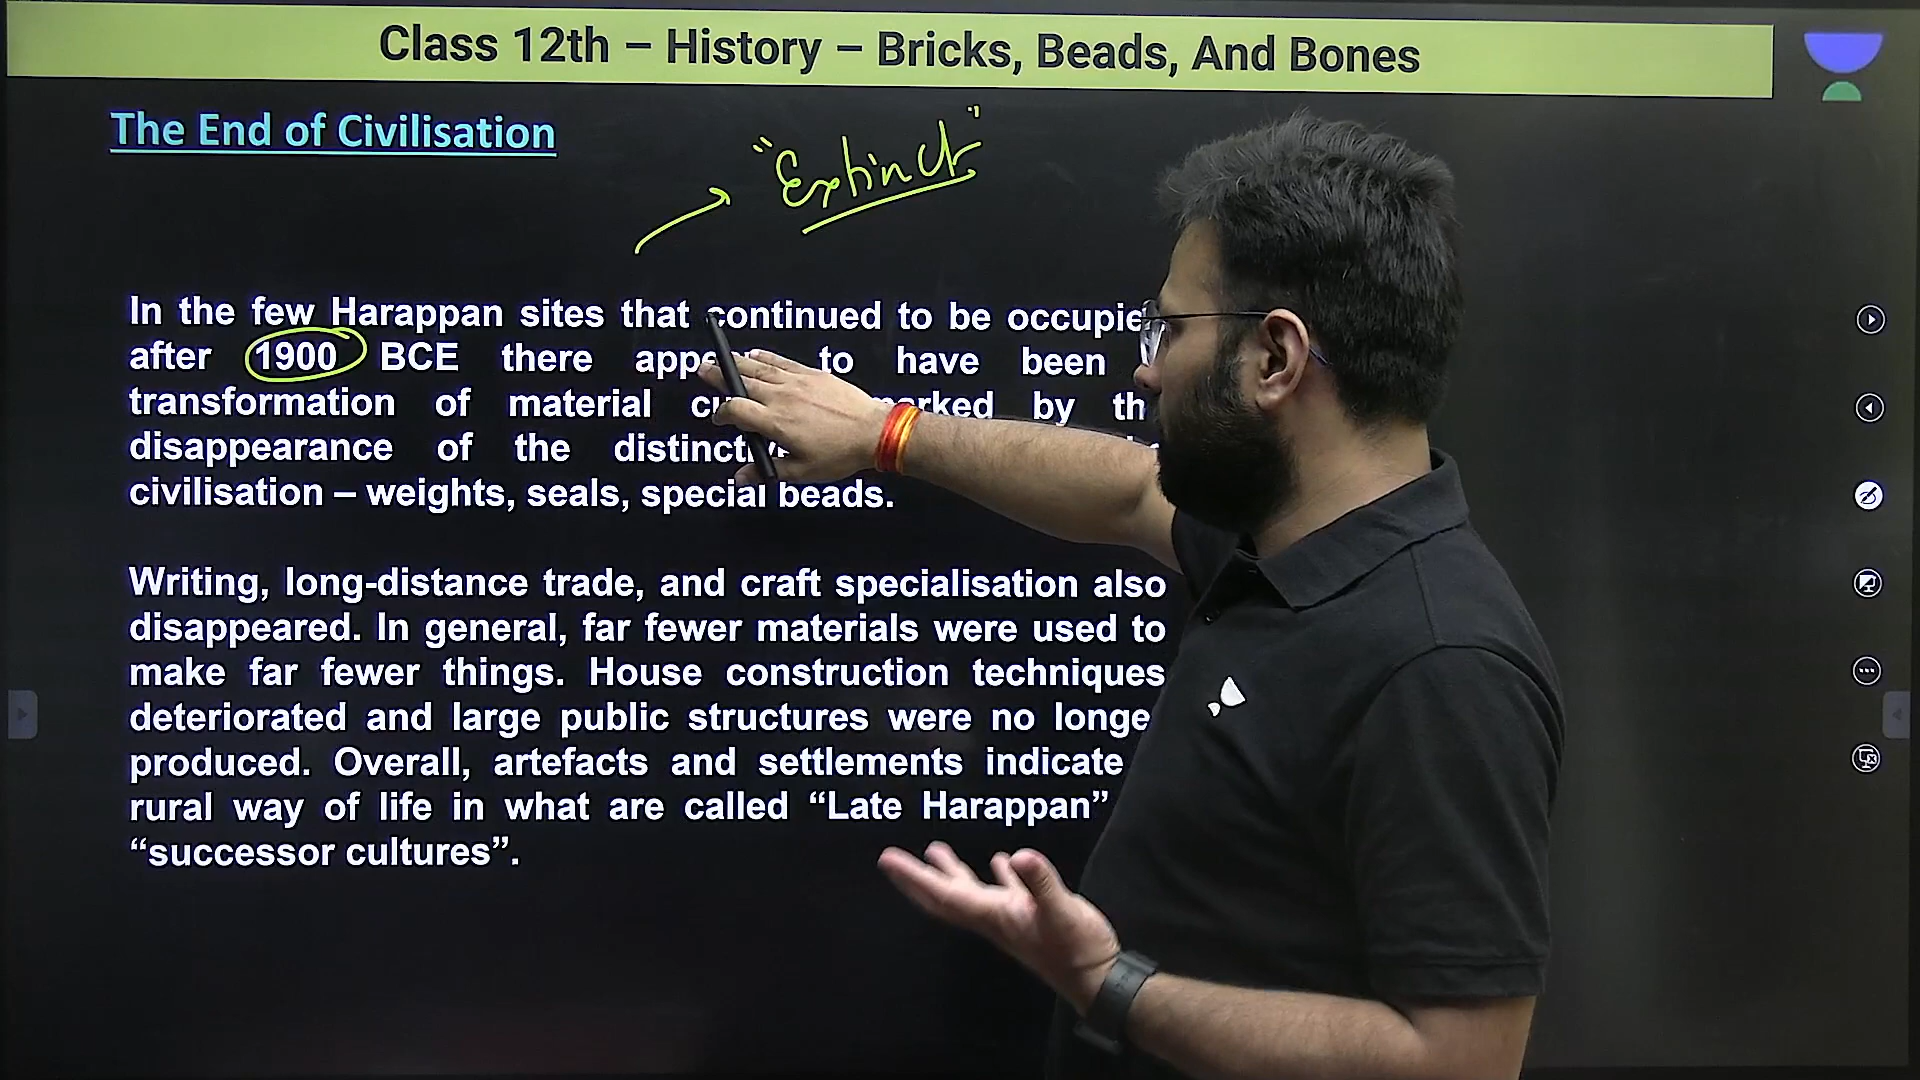 Class 12th – History – Bricks, Beads, And Bones
The End of Civilisation
"Extinct"
In the few Harappan sites that continued to be occupie
after 1900 BCE there to have been
transformation of material by
disappearance of the
civilisation – weights, seals, special beads.
Writing, long-distance trade, and craft specialisation also
disappeared. In general, far fewer materials were used to
make far fewer things. House construction techniques
deteriorated and large public structures were no longe
produced. Overall, artefacts and settlements indicate
rural way of life in what are called “Late Harappan”
“successor cultures”.